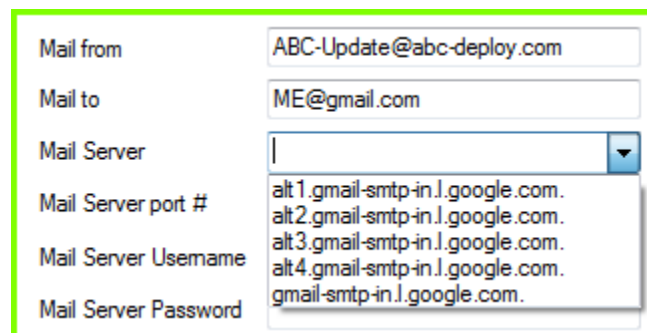 Mail from ABC-Update@abc-deploy.com
Mail to ME@gmail.com
Mail Server
alt1.gmail-smtp-in.l.google.com.
Mail Server port # alt2.gmail-smtp-in.l.google.com.
alt3.gmail-smtp-in.l.google.com.
Mail Server Username alt4.gmail-smtp-in.l.google.com.
gmail-smtp-in.l.google.com.
Mail Server Password